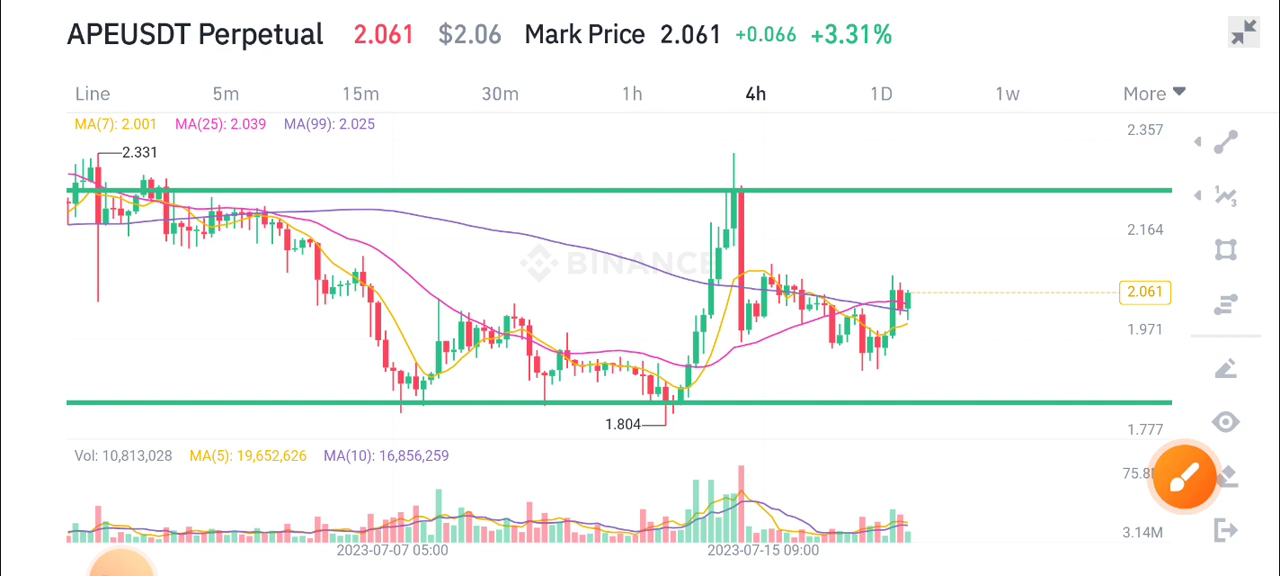 APEUSDT Perpetual 2.061 $2.06 Mark Price 2.061 +0.066 +3.31%
Line 5m 15m 30m 1h 4h 1D 1w More
MA(7): 2.001 MA(25): 2.039 MA(99): 2.025
2.357
2.331
2.164
BINANCE
2.061
1.971
1.804
1.777
Vol: 10,813,028 MA(5): 19,652,626 MA(10): 16,856,259
3.14M
2023-07-07 05:00 2023-07-15 09:00